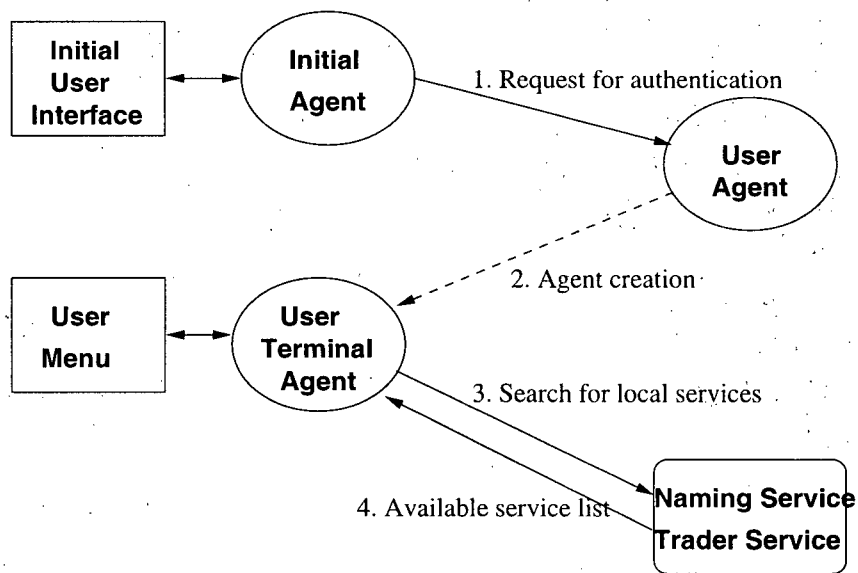 Initial
User
Interface
Initial
Agent
1. Request for authentication
User
Agent
2. Agent creation
User
Menu
User
Terminal
Agent
3. Search for local services
4. Available service list
Naming Service
Trader Service